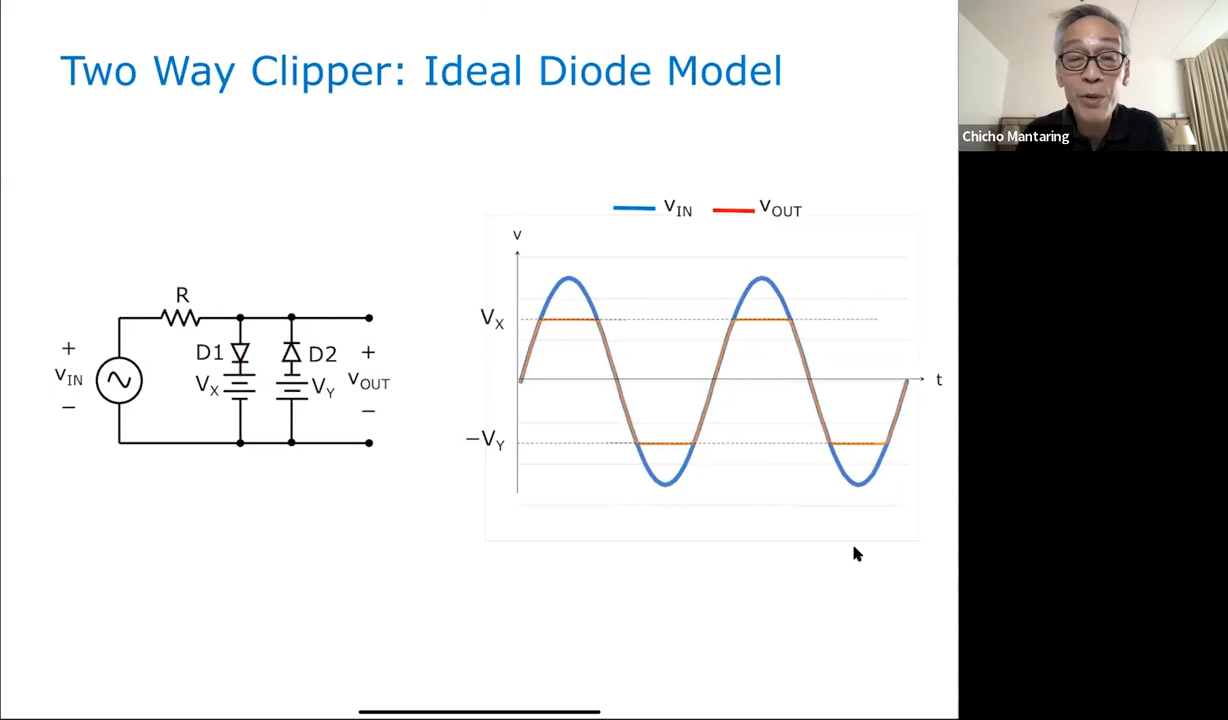 Two Way Clipper: Ideal Diode Model
Chicho Mantaring
vIN vOUT
v
R
VX
D1 D2
+ +
vIN VX VY vOUT
− −
t
−VY